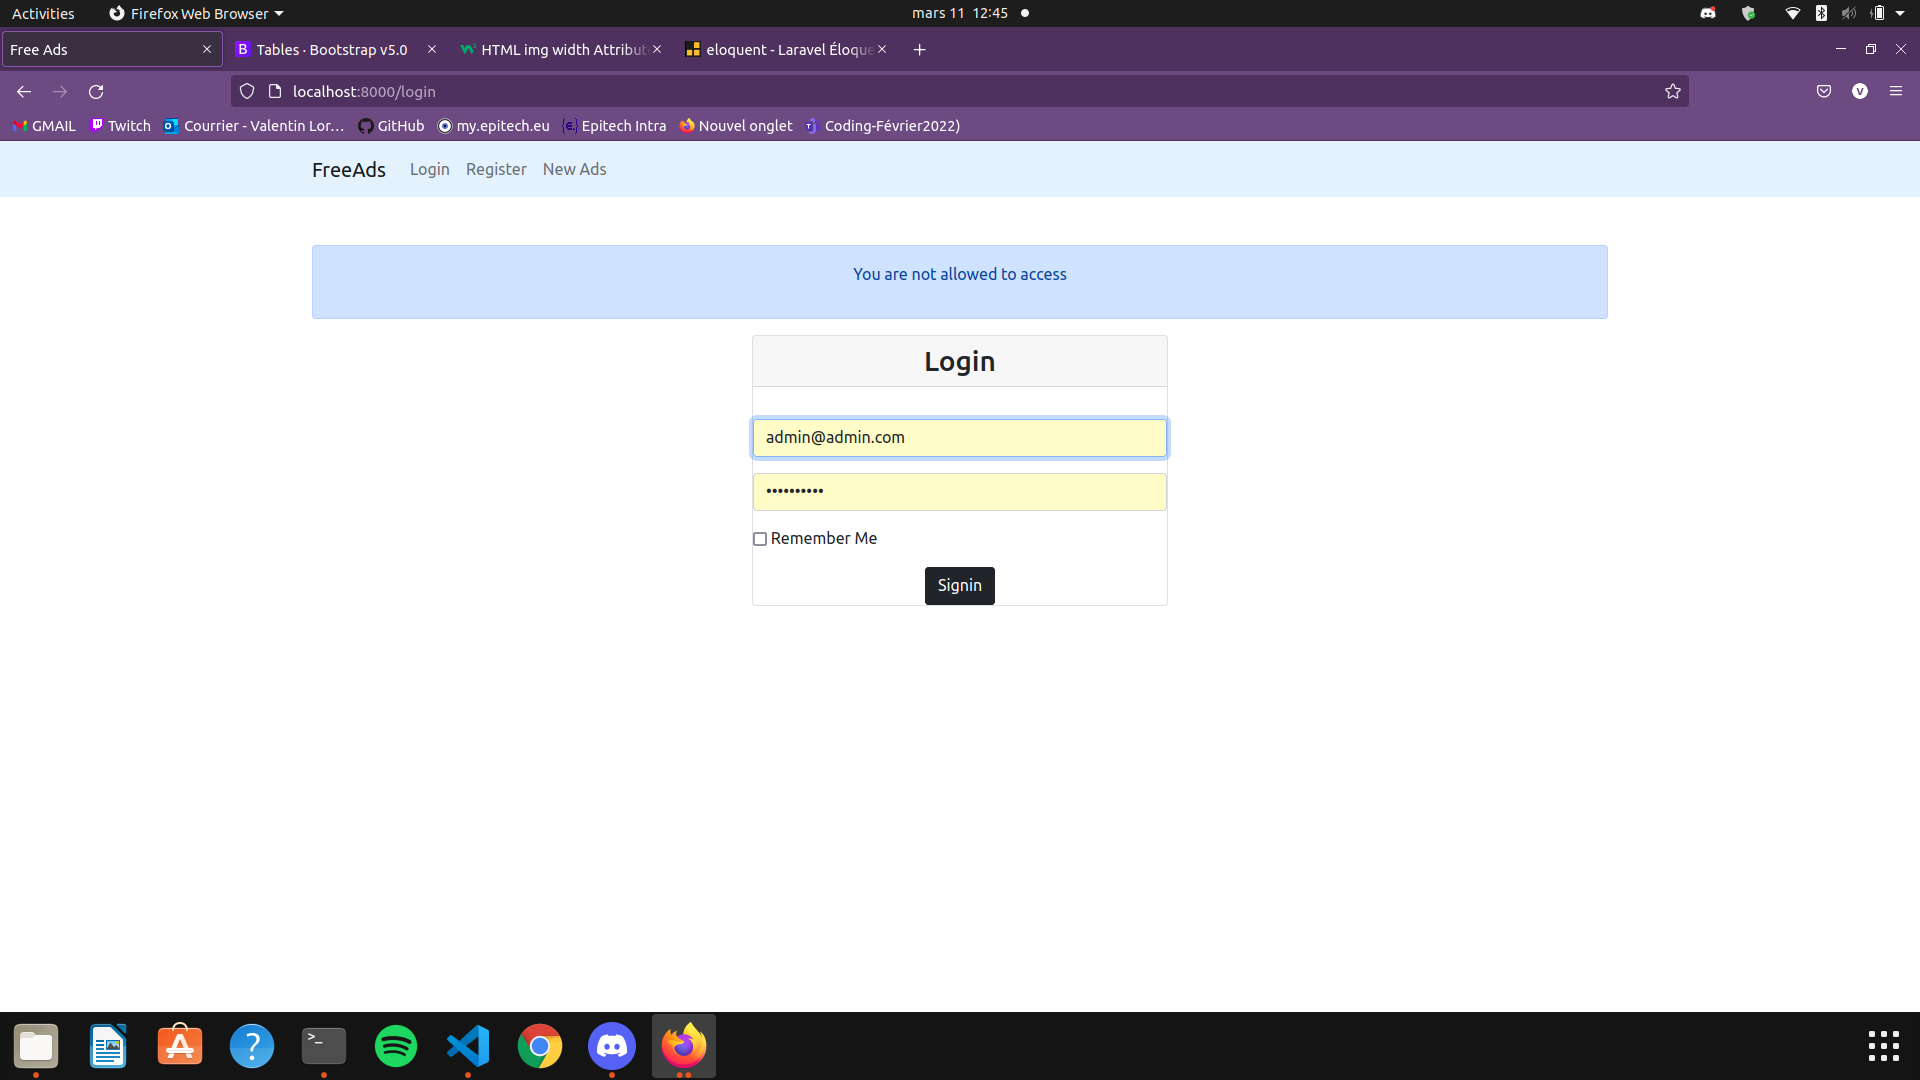 Activities Firefox Web Browser mars 11 12:45
Free Ads Tables · Bootstrap v5.0 HTML img width Attribut eloquent - Laravel Éloque
localhost:8000/login
GMAIL Twitch Courrier - Valentin Lor… GitHub my.epitech.eu Epitech Intra Nouvel onglet Coding-Février2022)
FreeAds Login Register New Ads
You are not allowed to access
Login
admin@admin.com
••••••••••
Remember Me
Signin